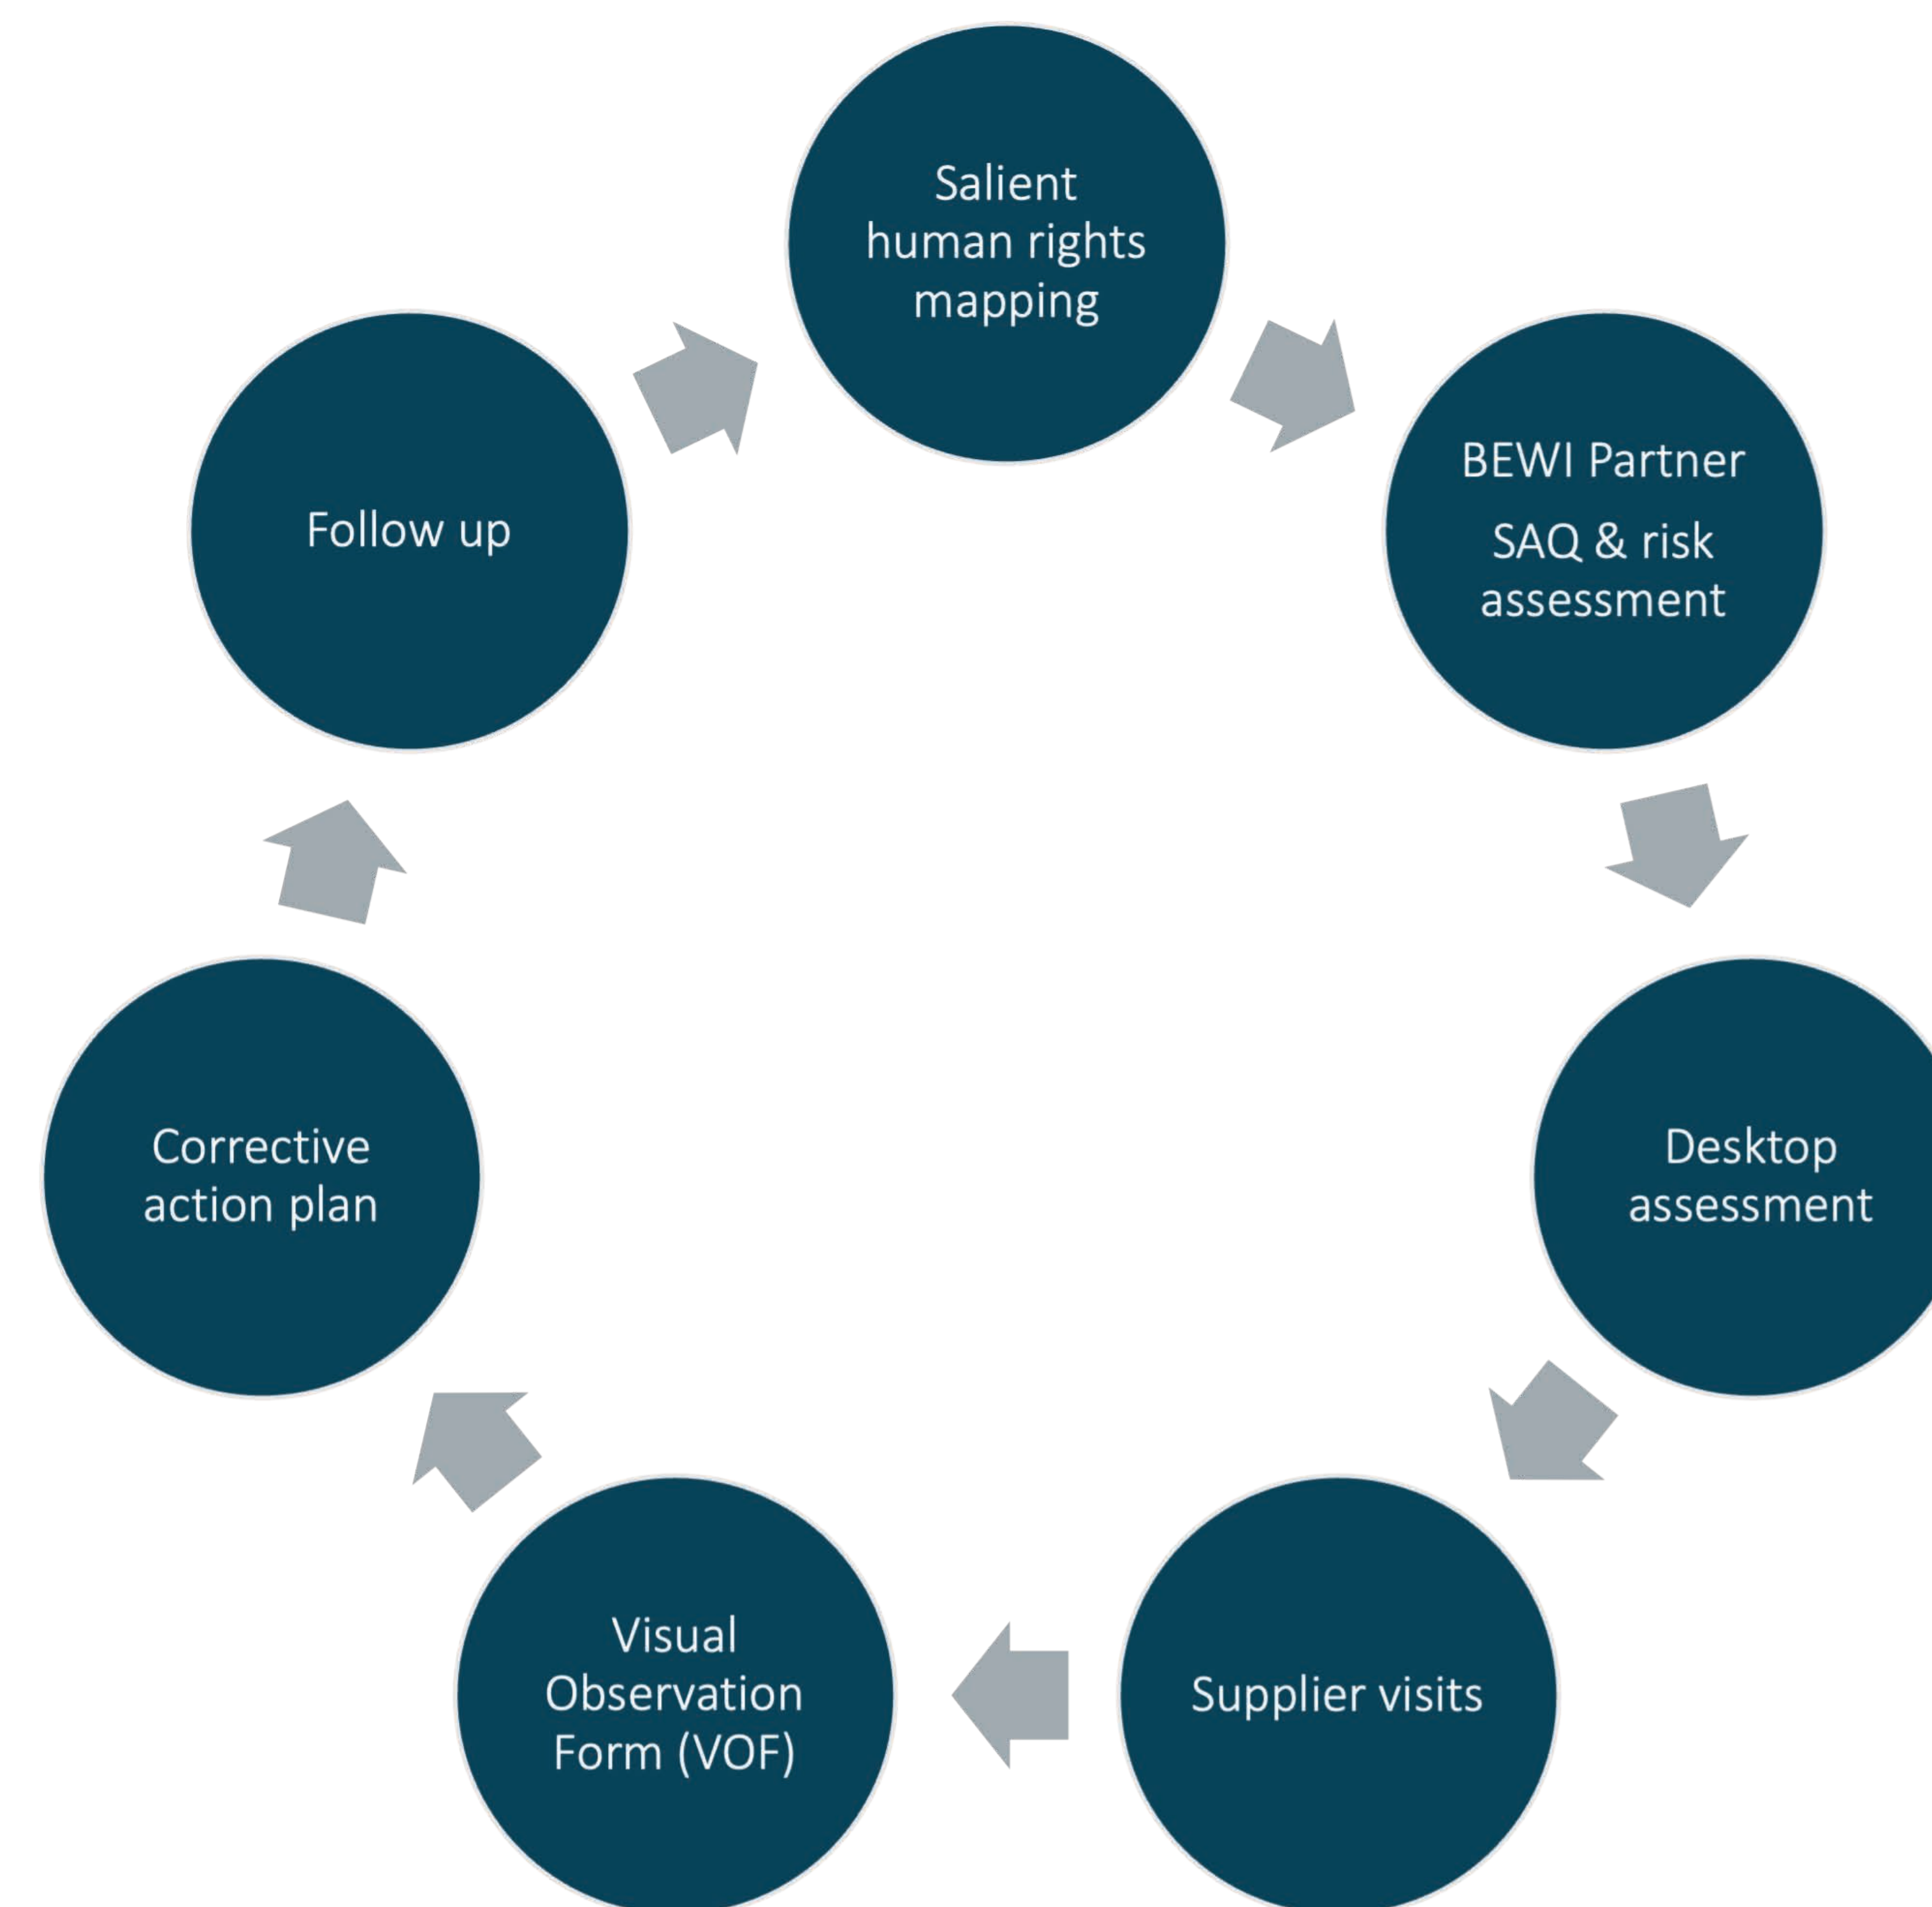 Salient
human rights
mapping
BEWI Partner
SAQ & risk
assessment
Desktop
assessment
Supplier visits
Visual
Observation
Form (VOF)
Corrective
action plan
Follow up